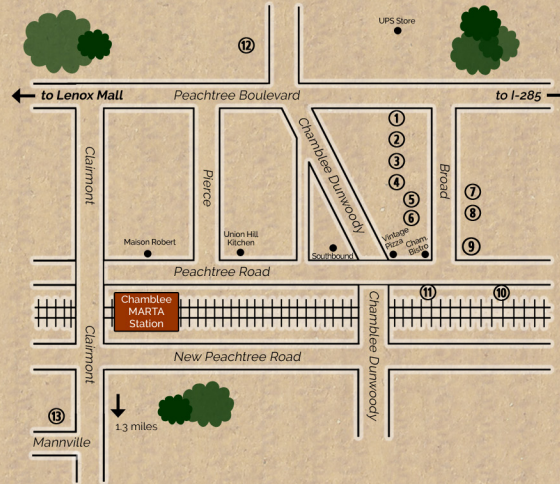 UPS Store
12
to Lenox Mall
Peachtree Boulevard
to I-285
1
2
3
4
5
6
7
8
9
Clairmont
Pierce
Chamblee Dunwoody
Broad
Maison Robert
Union Hill
Kitchen
Southbound
Vintage
Pizza
Cham.
Bistro
Peachtree Road
Chamblee
MARTA
Station
11
10
Clairmont
Chamblee Dunwoody
New Peachtree Road
13
1.3 miles
Mannville